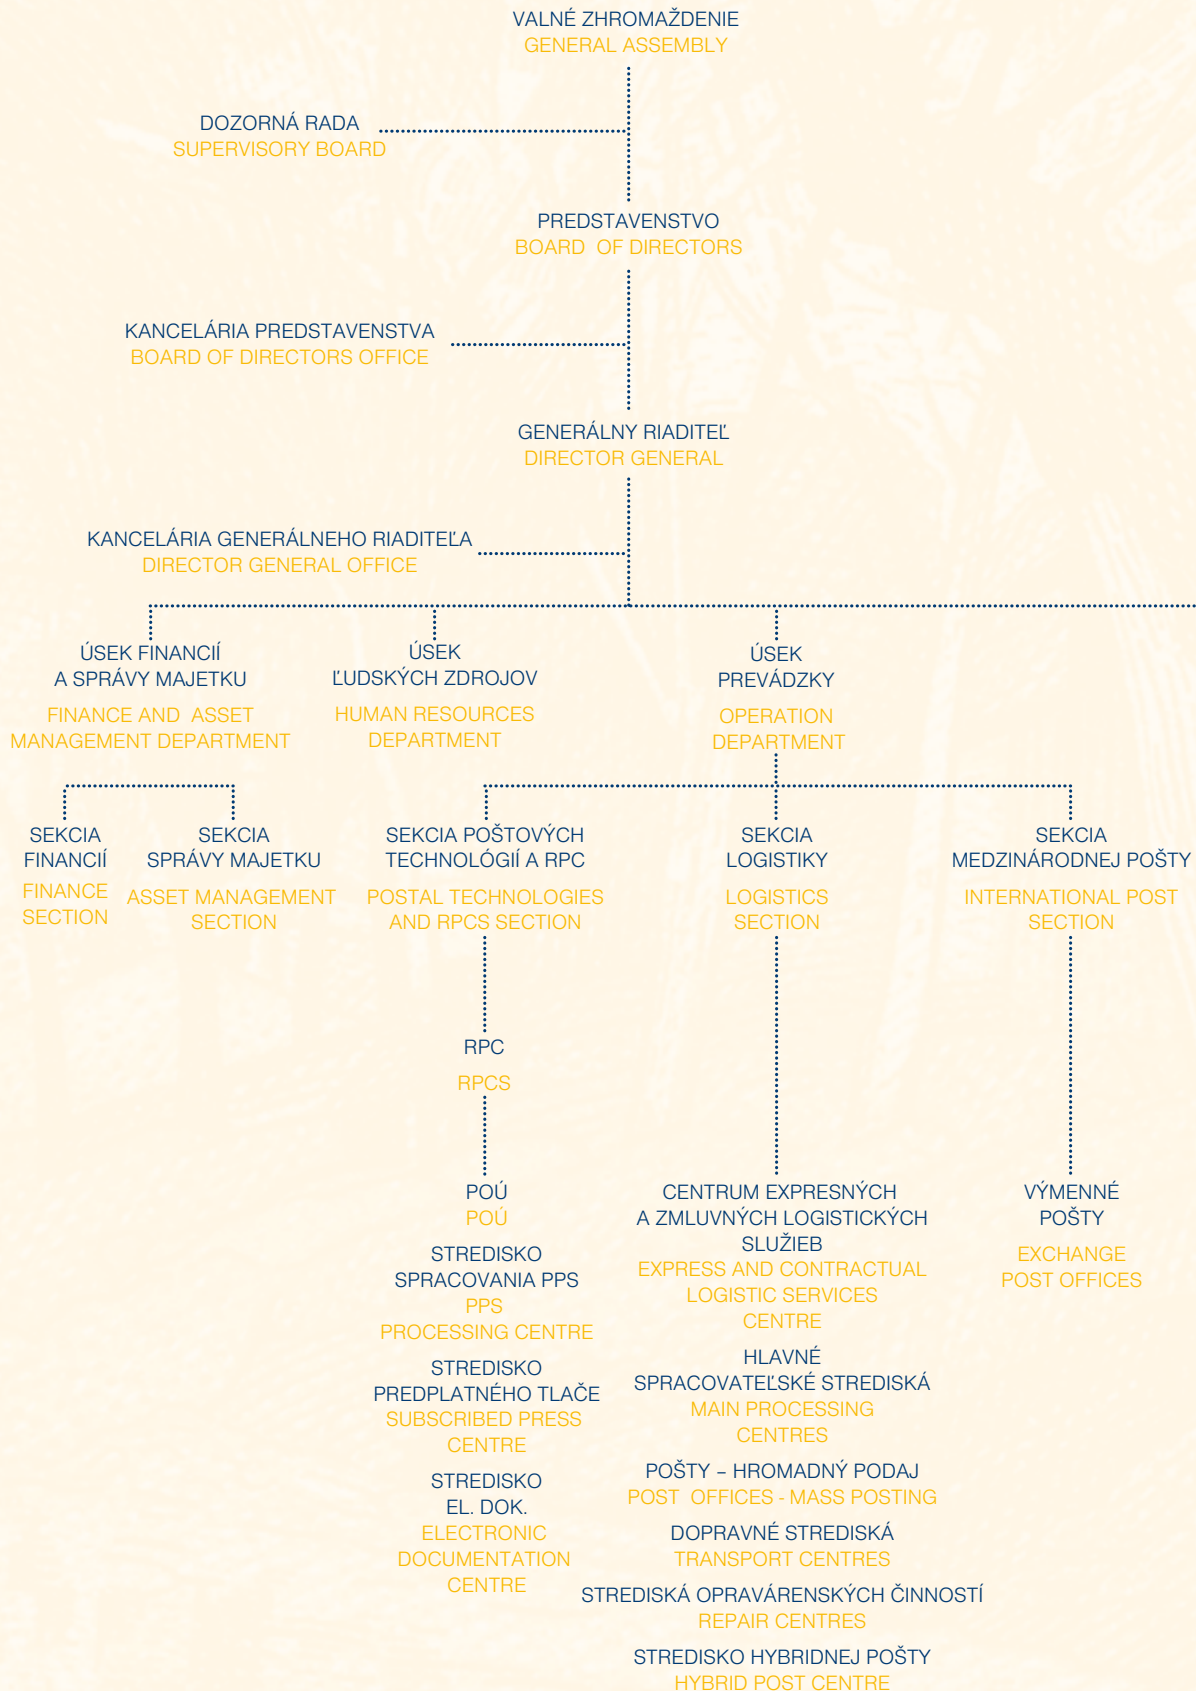 VALNÉ ZHROMAŽDENIE
GENERAL ASSEMBLY
DOZORNÁ RADA
SUPERVISORY BOARD
PREDSTAVENSTVO
BOARD OF DIRECTORS
KANCELÁRIA PREDSTAVENSTVA
BOARD OF DIRECTORS OFFICE
GENERÁLNY RIADITEĽ
DIRECTOR GENERAL
KANCELÁRIA GENERÁLNEHO RIADITEĽA
DIRECTOR GENERAL OFFICE
ÚSEK FINANCIÍ
A SPRÁVY MAJETKU
FINANCE AND ASSET
MANAGEMENT DEPARTMENT
ÚSEK
ĽUDSKÝCH ZDROJOV
HUMAN RESOURCES
DEPARTMENT
ÚSEK
PREVÁDZKY
OPERATION
DEPARTMENT
SEKCIA
FINANCIÍ
FINANCE
SECTION
SEKCIA
SPRÁVY MAJETKU
ASSET MANAGEMENT
SECTION
SEKCIA POŠTOVÝCH
TECHNOLÓGIÍ A RPC
POSTAL TECHNOLOGIES
AND RPCS SECTION
SEKCIA
LOGISTIKY
LOGISTICS
SECTION
SEKCIA
MEDZINÁRODNEJ POŠTY
INTERNATIONAL POST
SECTION
RPC
RPCS
POÚ
POÚ
STREDISKO
SPRACOVANIA PPS
PPS
PROCESSING CENTRE
STREDISKO
PREDPLATNÉHO TLAČE
SUBSCRIBED PRESS
CENTRE
STREDISKO
EL. DOK.
ELECTRONIC
DOCUMENTATION
CENTRE
CENTRUM EXPRESNÝCH
A ZMLUVNÝCH LOGISTICKÝCH
SLUŽIEB
EXPRESS AND CONTRACTUAL
LOGISTIC SERVICES
CENTRE
HLAVNÉ
SPRACOVATEĽSKÉ STREDISKÁ
MAIN PROCESSING
CENTRES
POŠTY – HROMADNÝ PODAJ
POST OFFICES - MASS POSTING
DOPRAVNÉ STREDISKÁ
TRANSPORT CENTRES
STREDISKÁ OPRAVÁRENSKÝCH ČINNOSTÍ
REPAIR CENTRES
STREDISKO HYBRIDNEJ POŠTY
HYBRID POST CENTRE
VÝMENNÉ
POŠTY
EXCHANGE
POST OFFICES